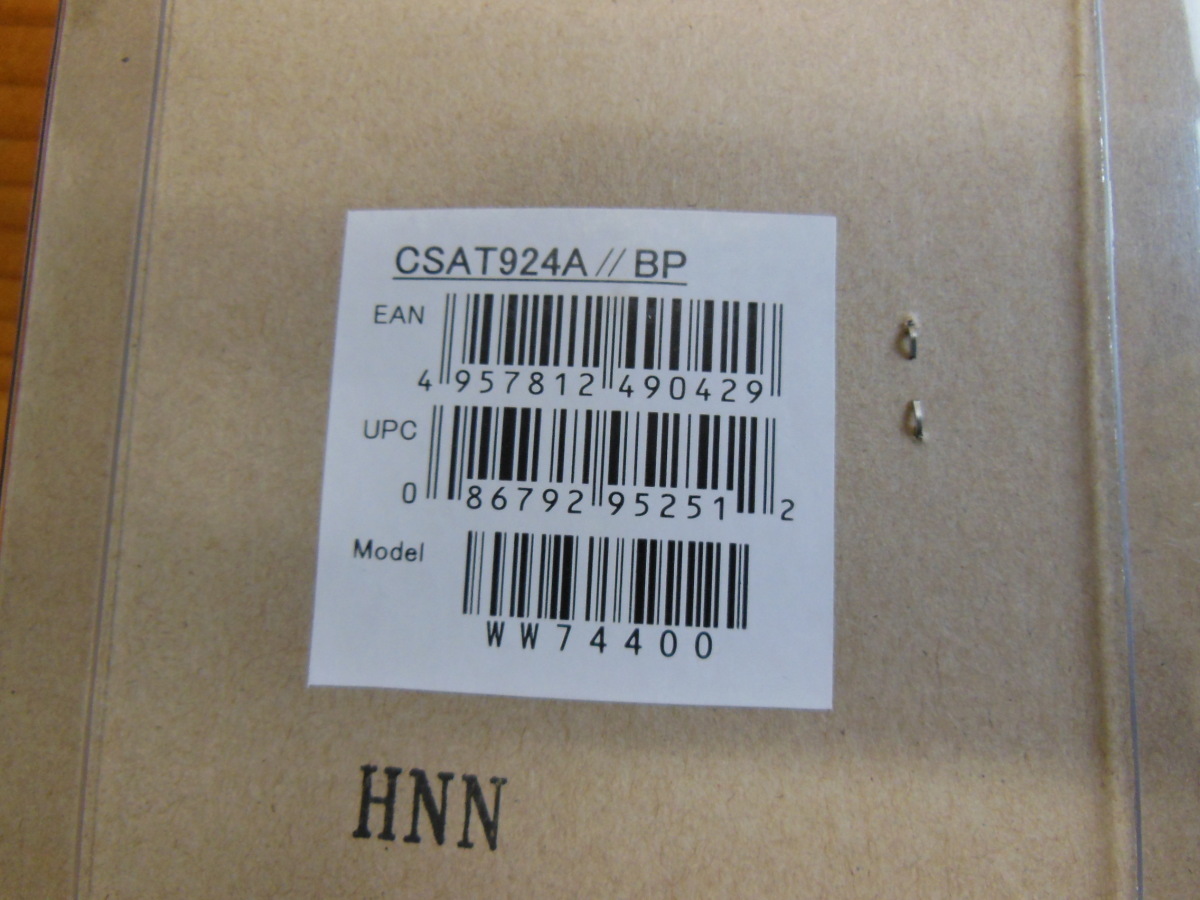 CSAT924A//BP
EAN
4 957812 490429
UPC
0 86792 95251 2
Model
WW74400
HNN